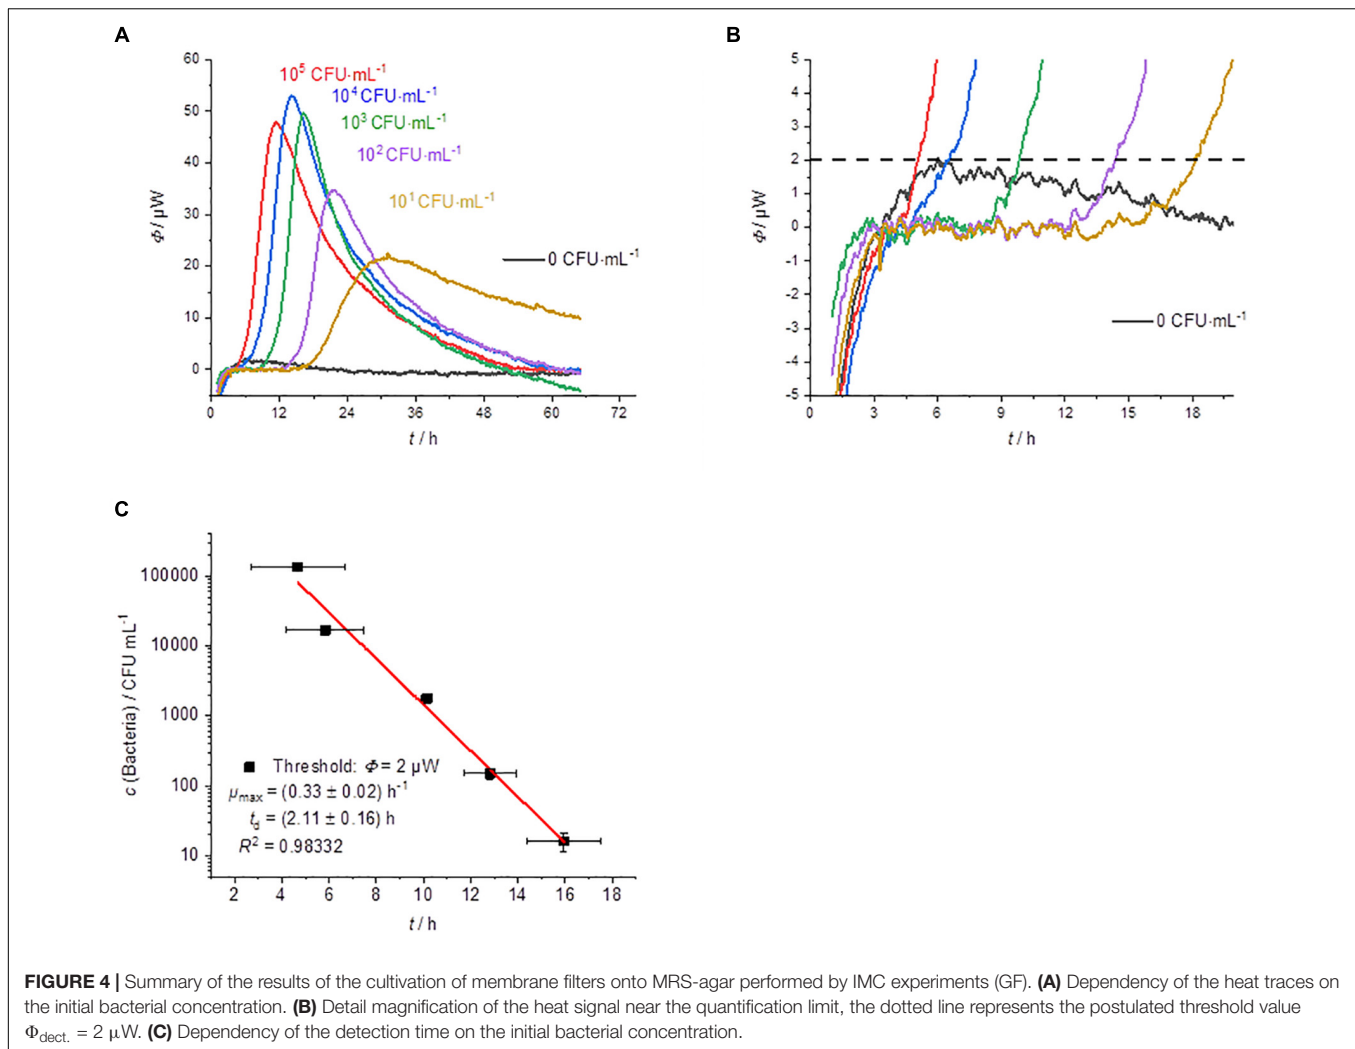 A
60
50
40
30
20
10
0
Φ / µW
10⁵ CFU·mL⁻¹
10⁴ CFU·mL⁻¹
10³ CFU·mL⁻¹
10² CFU·mL⁻¹
10¹ CFU·mL⁻¹
0 CFU·mL⁻¹
0 12 24 36 48 60 72
t / h
B
5
4
3
2
1
0
-1
-2
-3
-4
-5
Φ / µW
0 CFU·mL⁻¹
0 3 6 9 12 15 18
t / h
C
100000
10000
1000
100
10
c (Bacteria) / CFU mL⁻¹
Threshold: Φ = 2 µW
µmax = (0.33 ± 0.02) h⁻¹
td = (2.11 ± 0.16) h
R² = 0.98332
2 4 6 8 10 12 14 16 18
t / h
FIGURE 4 | Summary of the results of the cultivation of membrane filters onto MRS-agar performed by IMC experiments (GF). (A) Dependency of the heat traces on
the initial bacterial concentration. (B) Detail magnification of the heat signal near the quantification limit, the dotted line represents the postulated threshold value
Φdect. = 2 µW. (C) Dependency of the detection time on the initial bacterial concentration.